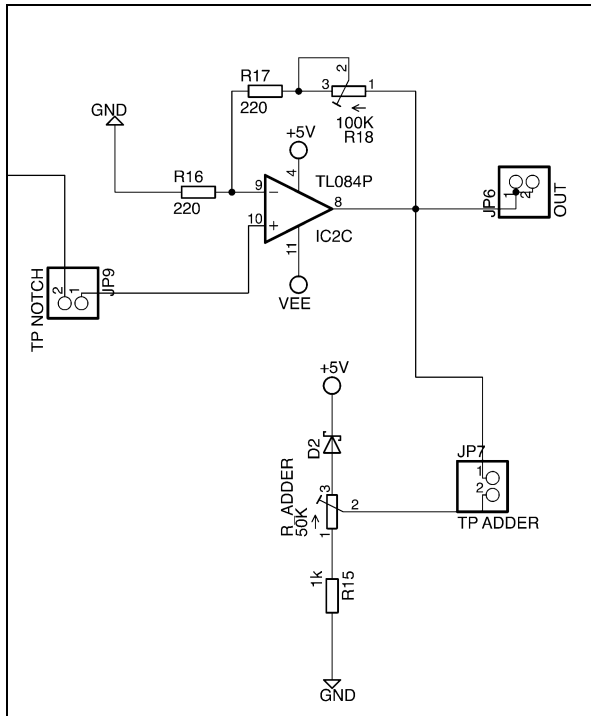 R17
220
2
3
1
100K
R18
GND
+5V
4
TL084P
R16
220
9
10
8
IC2C
11
VEE
JP6
1
2
OUT
TP NOTCH
2
1
JP9
+5V
D2
R_ADDER
50K
3
2
1
JP7
1
2
TP ADDER
1k
R15
GND